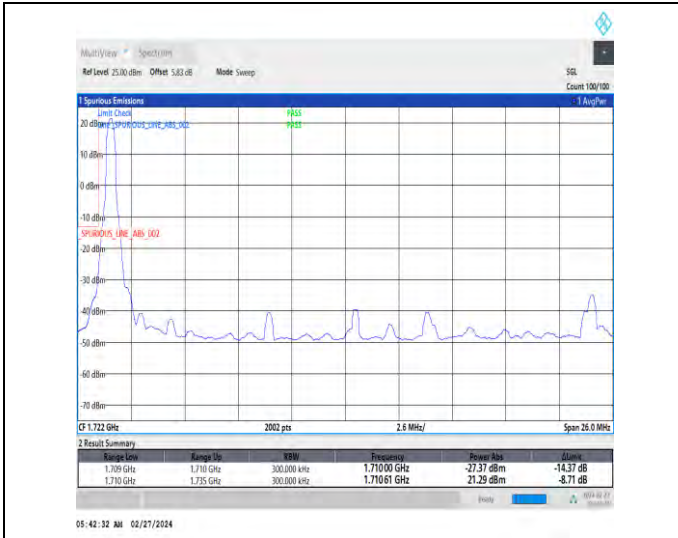 MultiView Spectrum
Ref Level 25.00 dBm Offset 5.83 dB Mode Sweep SGL
Count 100/100
1 Spurious Emissions 1 AvgPwr
Limit Check PASS
20 dBm Line _SPURIOUS_LINE_ABS_002 PASS
10 dBm
0 dBm
-10 dBm
_SPURIOUS_LINE_ABS_002
-20 dBm
-30 dBm
-40 dBm
-50 dBm
-60 dBm
-70 dBm
CF 1.722 GHz 2002 pts 2.6 MHz/ Span 26.0 MHz
2 Result Summary
Range Low Range Up RBW Frequency Power Abs ΔLimit
1.709 GHz 1.710 GHz 300.000 kHz 1.71000 GHz -27.37 dBm -14.37 dB
1.710 GHz 1.735 GHz 300.000 kHz 1.71061 GHz 21.29 dBm -8.71 dB
Ready
05:42:32 AM 02/27/2024